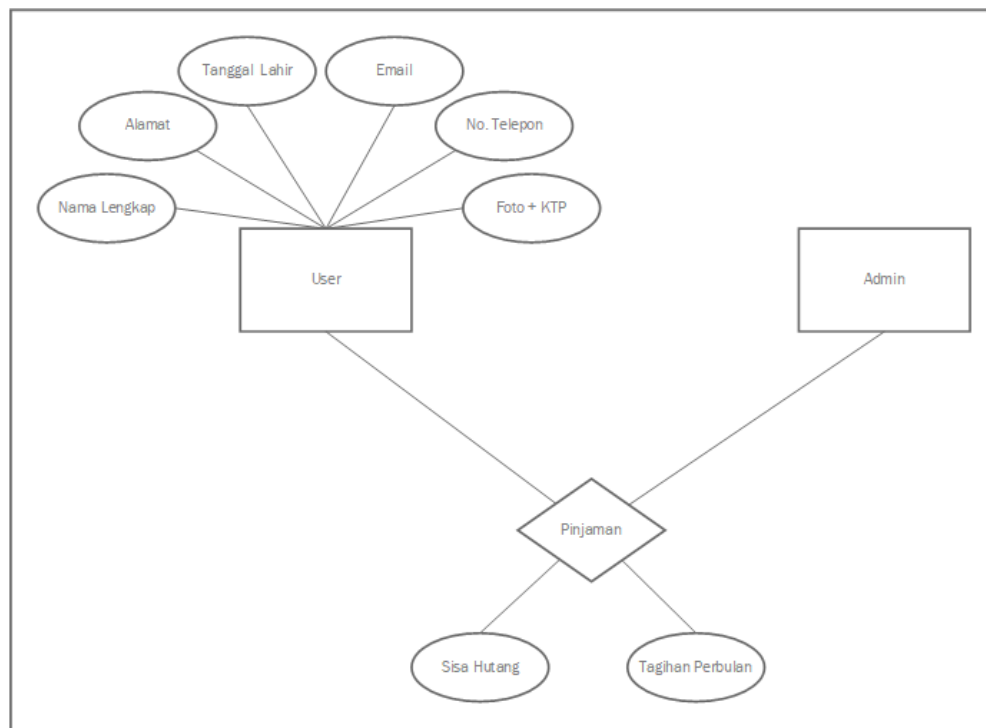 Tanggal Lahir
Email
Alamat
No. Telepon
Nama Lengkap
Foto + KTP
User
Admin
Pinjaman
Sisa Hutang
Tagihan Perbulan